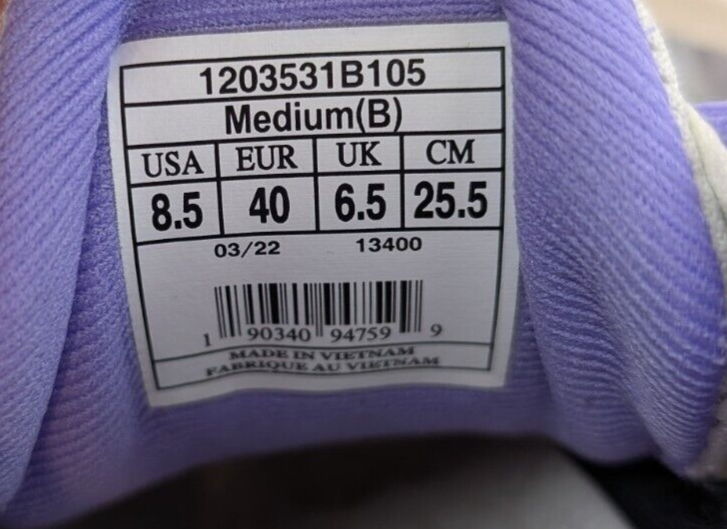 1203531B105
Medium(B)
USA EUR UK CM
8.5 40 6.5 25.5
03/22 13400
1 90340 94759 9
MADE IN VIETNAM
FABRIQUE AU VIETNAM